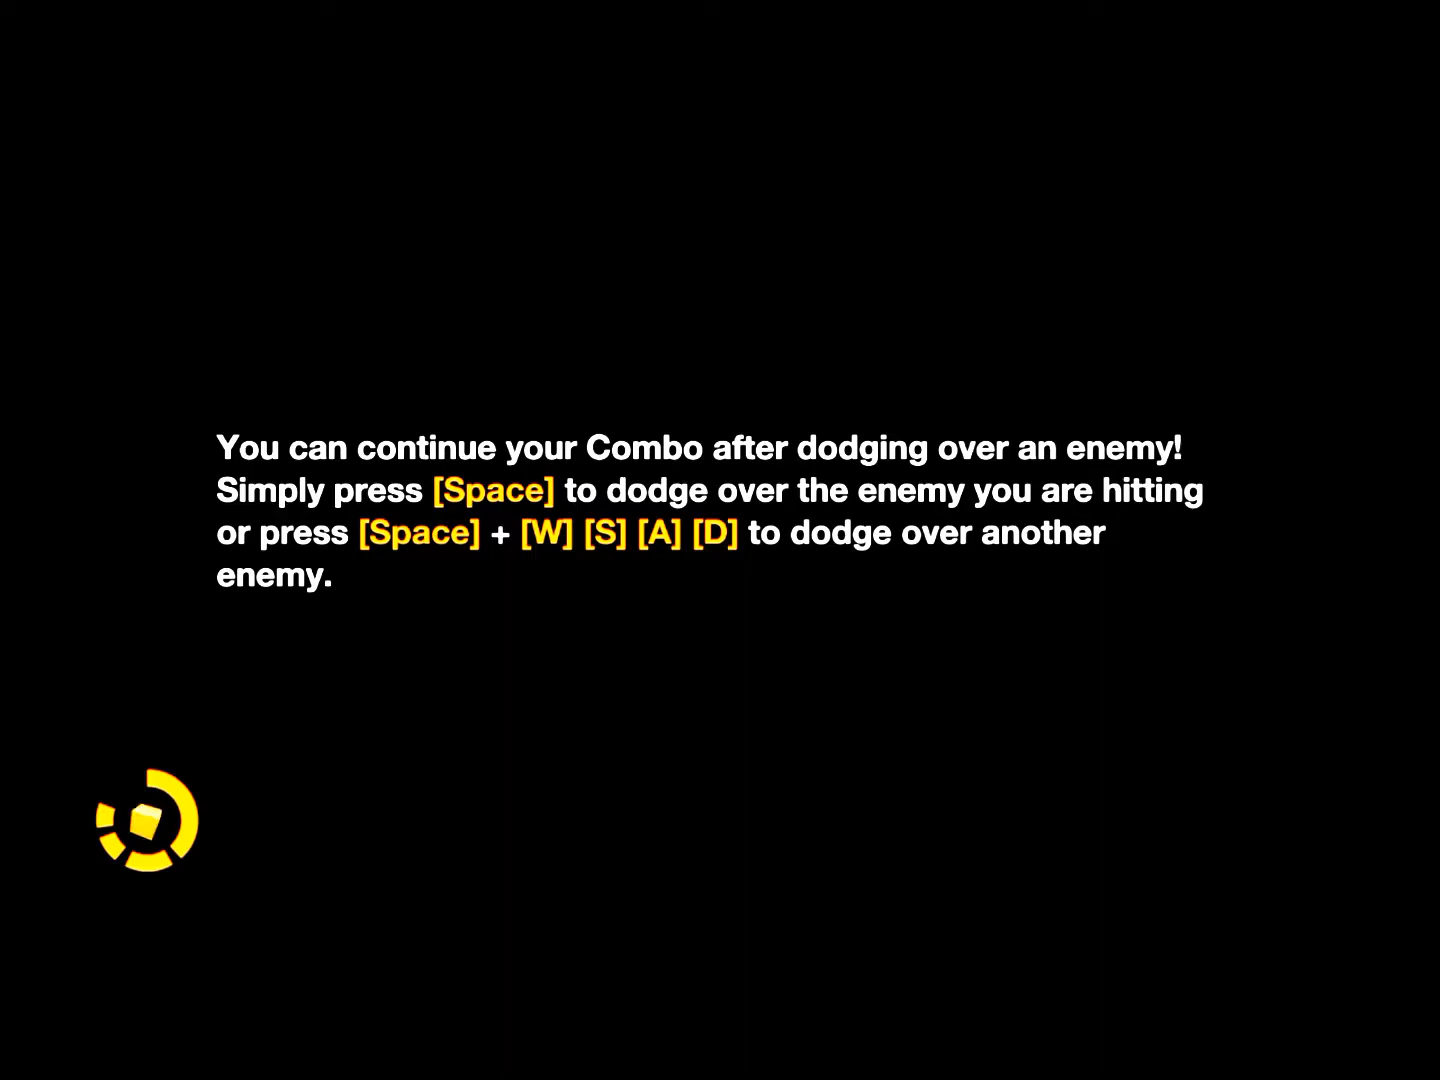 You can continue your Combo after dodging over an enemy!
Simply press [Space] to dodge over the enemy you are hitting
or press [Space] + [W] [S] [A] [D] to dodge over another
enemy.